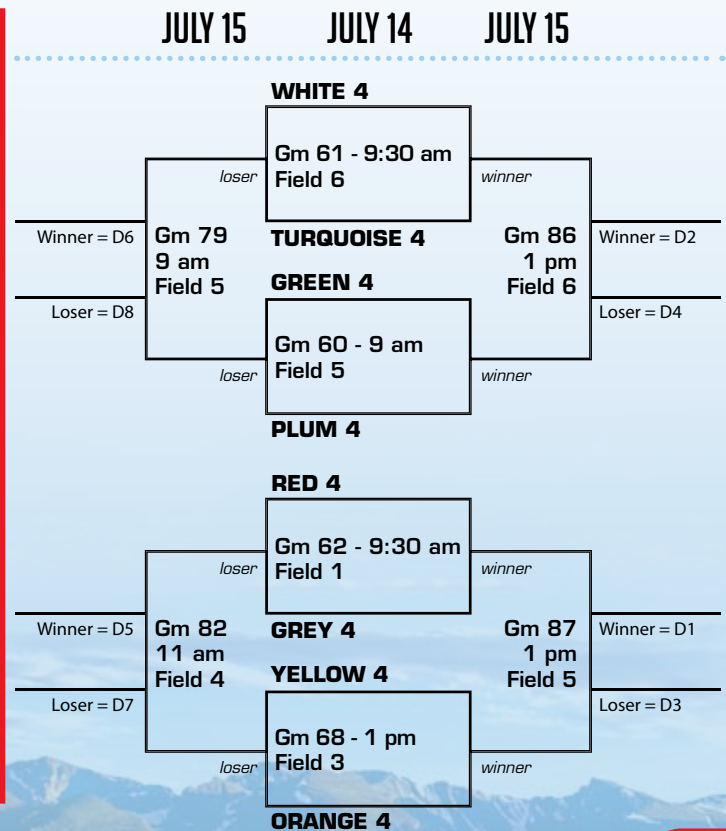 JULY 15 JULY 14 JULY 15
WHITE 4
Gm 61 - 9:30 am
Field 6
loser
winner
TURQUOISE 4
Winner = D6
Loser = D8
Gm 79
9 am
Field 5
Gm 86
1 pm
Field 6
Winner = D2
Loser = D4
GREEN 4
Gm 60 - 9 am
Field 5
loser
winner
PLUM 4
RED 4
Gm 62 - 9:30 am
Field 1
loser
winner
GREY 4
Winner = D5
Loser = D7
Gm 82
11 am
Field 4
Gm 87
1 pm
Field 5
Winner = D1
Loser = D3
YELLOW 4
Gm 68 - 1 pm
Field 3
loser
winner
ORANGE 4